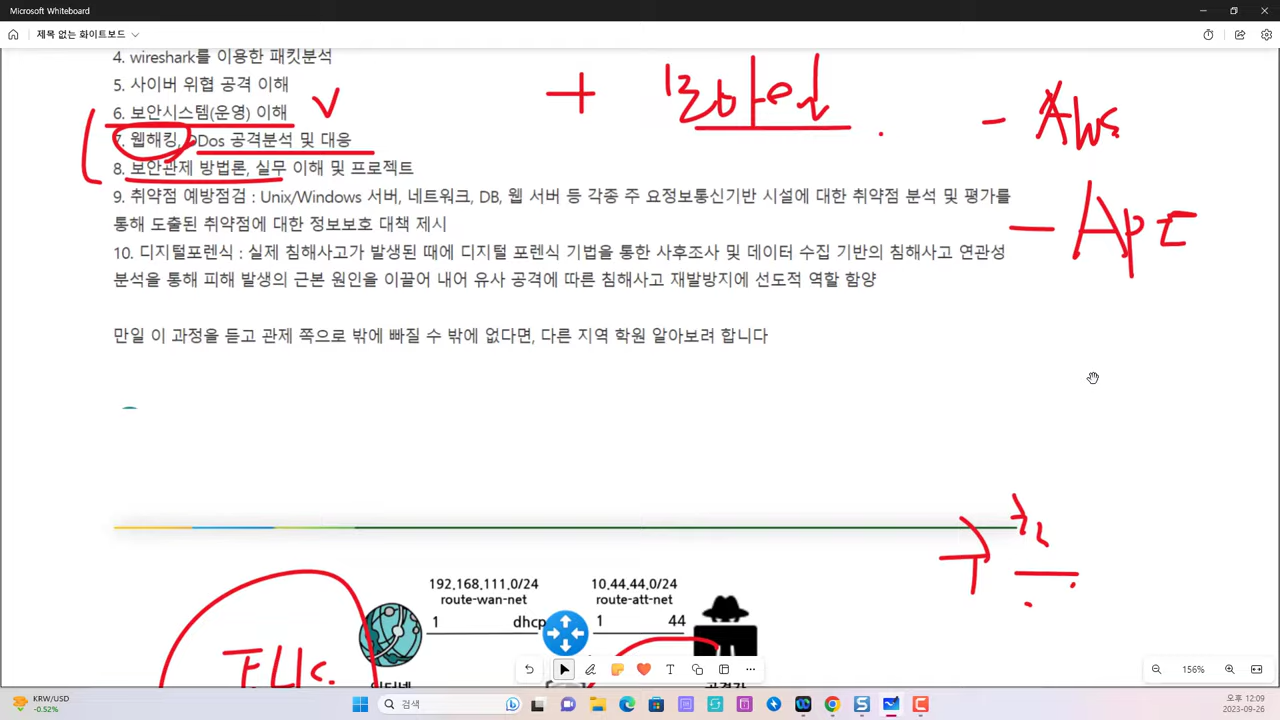 Microsoft Whiteboard
제목 없는 화이트보드
4. wireshark를 이용한 패킷분석
5. 사이버 위협 공격 이해
6. 보안시스템(운영) 이해
7. 웹해킹, DDos 공격분석 및 대응
8. 보안관제 방법론, 실무 이해 및 프로젝트
9. 취약점 예방점검 : Unix/Windows 서버, 네트워크, DB, 웹 서버 등 각종 주 요정보통신기반 시설에 대한 취약점 분석 및 평가를
통해 도출된 취약점에 대한 정보보호 대책 제시
10. 디지털포렌식 : 실제 침해사고가 발생된 때에 디지털 포렌식 기법을 통한 사후조사 및 데이터 수집 기반의 침해사고 연관성
분석을 통해 피해 발생의 근본 원인을 이끌어 내어 유사 공격에 따른 침해사고 재발방지에 선도적 역할 함양
만일 이 과정을 듣고 관제 쪽으로 밖에 빠질 수 밖에 없다면, 다른 지역 학원 알아보려 합니다
+
- Aws
192.168.111.0/24
route-wan-net
10.44.44.0/24
route-att-net
1
dhcp
1
44
156%
KRW/USD
-0.52%
검색
오후 12:09
2023-09-26